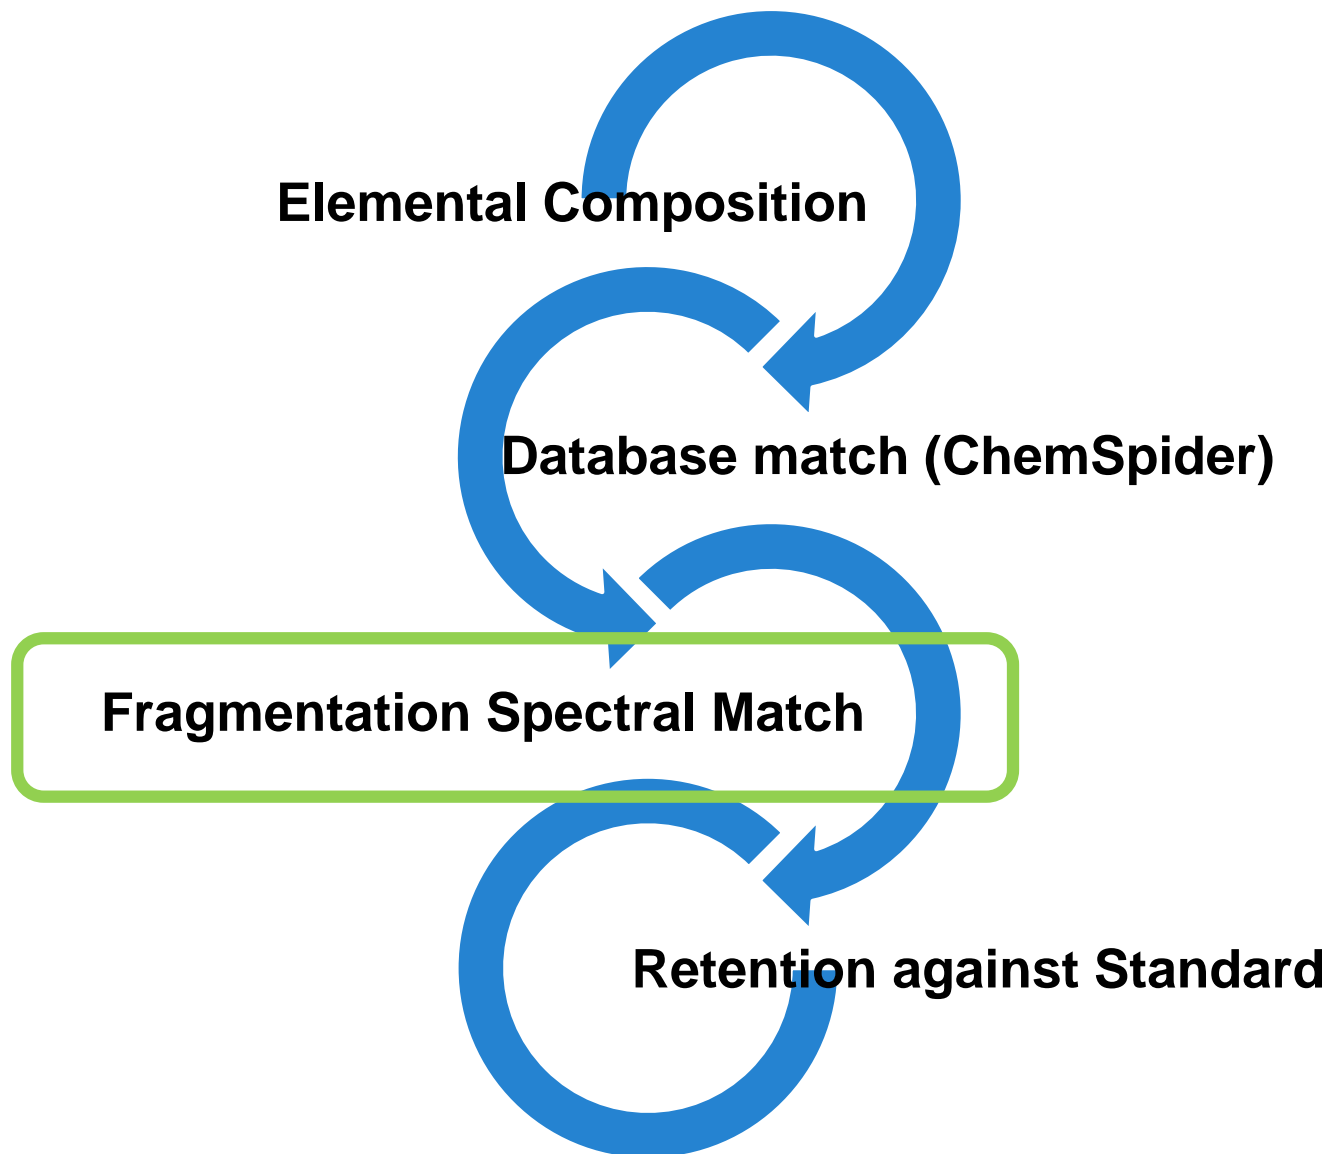 Elemental Composition
Database match (ChemSpider)
Fragmentation Spectral Match
Retention against Standard